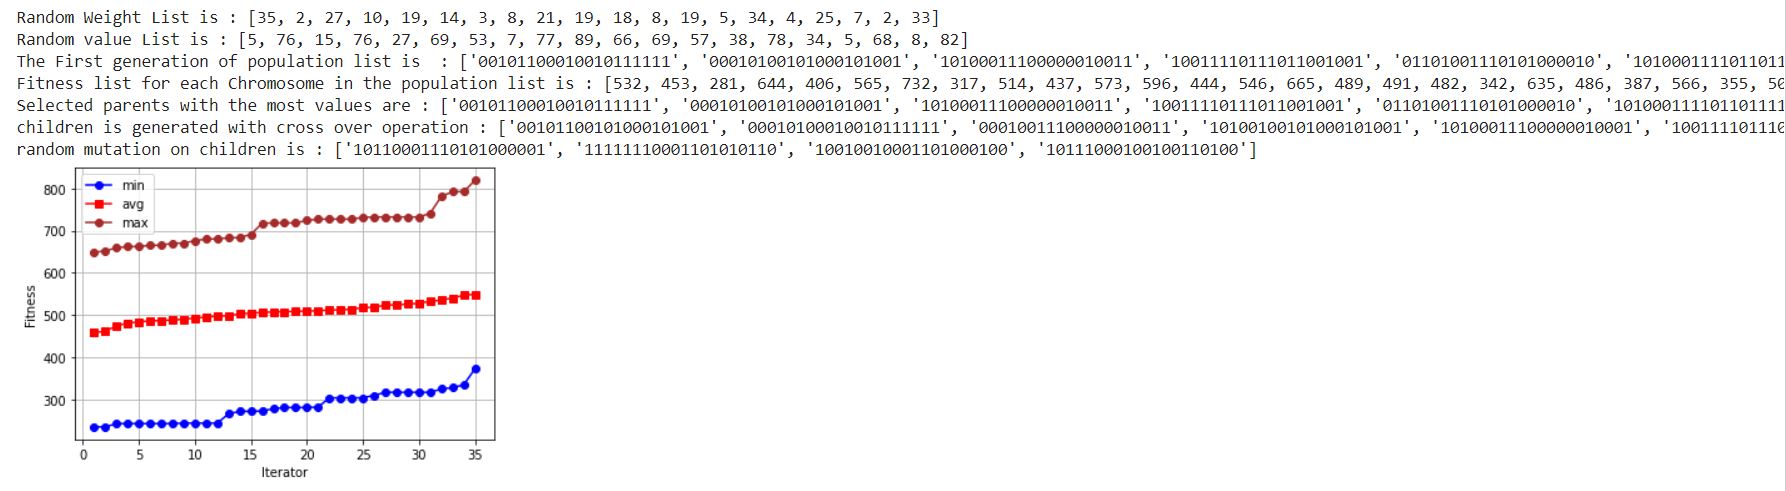 Random Weight List is : [35, 2, 27, 10, 19, 14, 3, 8, 21, 19, 18, 8, 19, 5, 34, 4, 25, 7, 2, 33]
Random value List is : [5, 76, 15, 76, 27, 69, 53, 7, 77, 89, 66, 69, 57, 38, 78, 34, 5, 68, 8, 82]
The First generation of population list is  : ['00101100010010111111', '00010100101000101001', '10100011100000010011', '10011110111011001001', '01101001110101000010', '1010001111011011
Fitness list for each Chromosome in the population list is : [532, 453, 281, 644, 406, 565, 732, 317, 514, 437, 573, 596, 444, 546, 665, 489, 491, 482, 342, 635, 486, 387, 566, 355, 50
Selected parents with the most values are : ['00101100010010111111', '00010100101000101001', '10100011100000010011', '10011110111011001001', '01101001110101000010', '101000111101101111
children is generated with cross over operation : ['00101100101000101001', '00010100010010111111', '00010011100000010011', '10100100101000101001', '10100011100000010001', '100111101110
random mutation on children is : ['10110001110101000001', '11111110001101010110', '10010010001101000100', '10111000100100110100']
min
avg
max
800
700
600
500
400
300
Fitness
0 5 10 15 20 25 30 35
Iterator